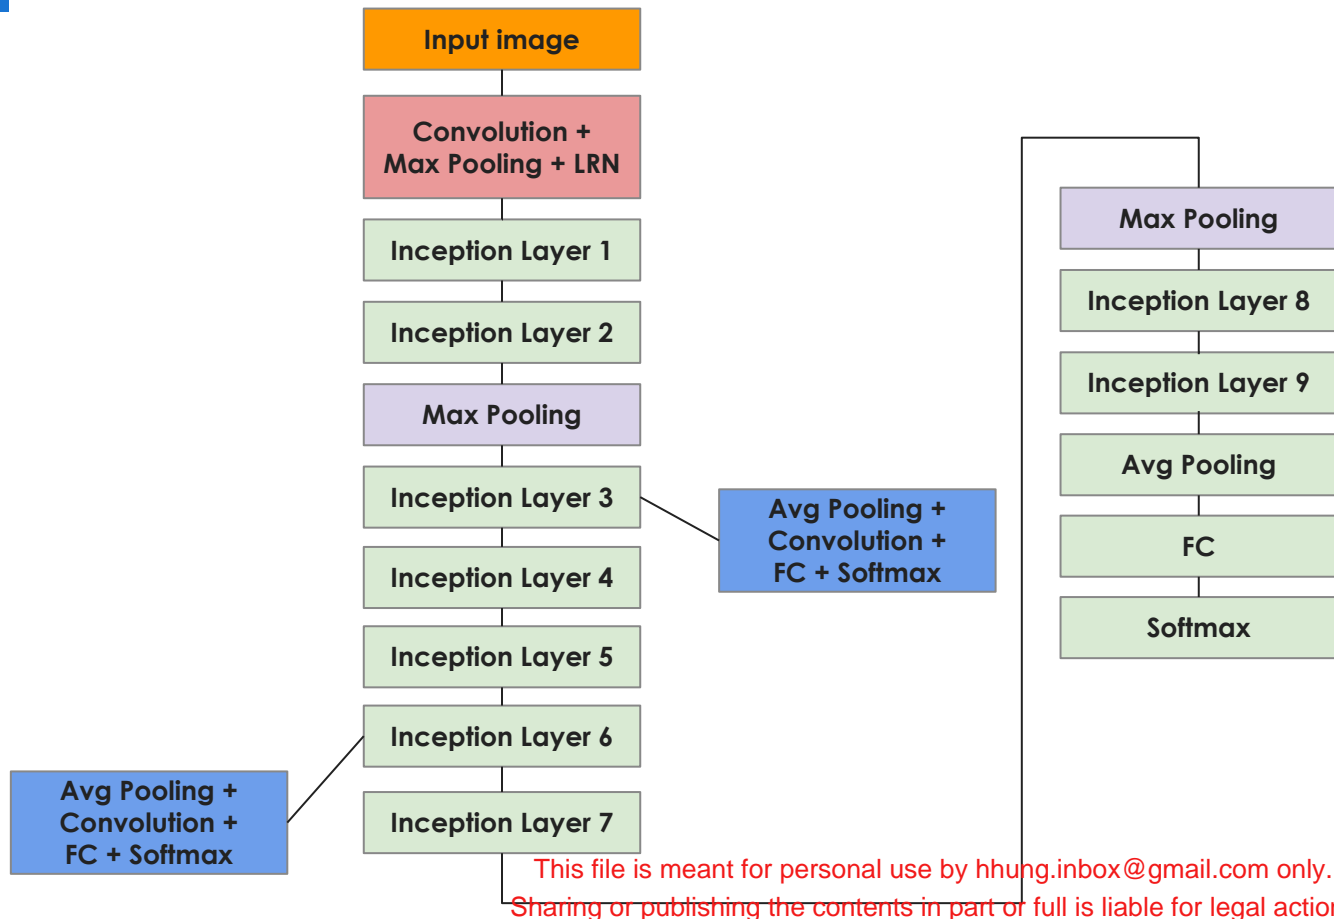 Input image
Convolution +
Max Pooling + LRN
Inception Layer 1
Inception Layer 2
Max Pooling
Inception Layer 3
Avg Pooling +
Convolution +
FC + Softmax
Inception Layer 4
Inception Layer 5
Inception Layer 6
Avg Pooling +
Convolution +
FC + Softmax
Inception Layer 7
Max Pooling
Inception Layer 8
Inception Layer 9
Avg Pooling
FC
Softmax
This file is meant for personal use by hhung.inbox@gmail.com only.
Sharing or publishing the contents in part or full is liable for legal action